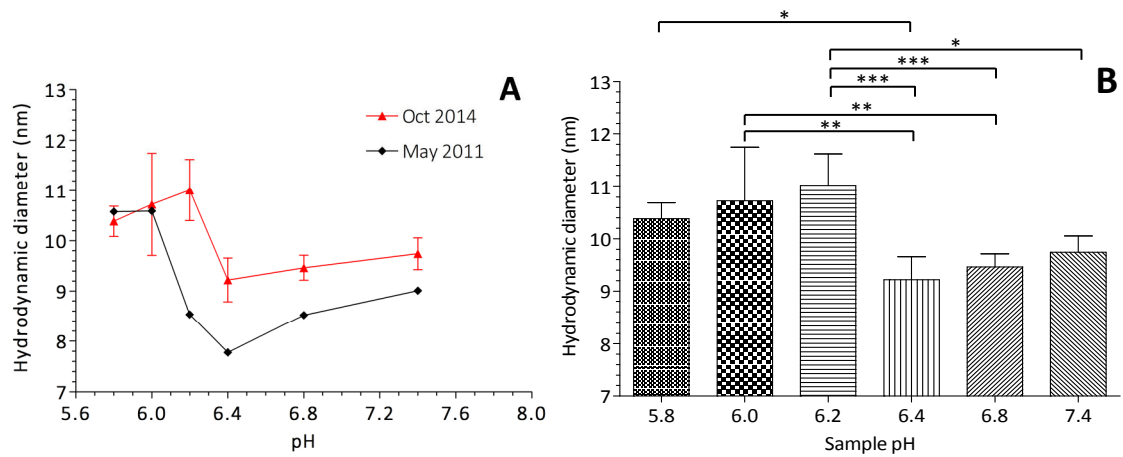 A
Hydrodynamic diameter (nm)
13
12
11
10
9
8
7
Oct 2014
May 2011
5.6 6.0 6.4 6.8 7.2 7.6 8.0
pH
B
*
*
***
***
**
**
Hydrodynamic diameter (nm)
13
12
11
10
9
8
7
5.8 6.0 6.2 6.4 6.8 7.4
Sample pH